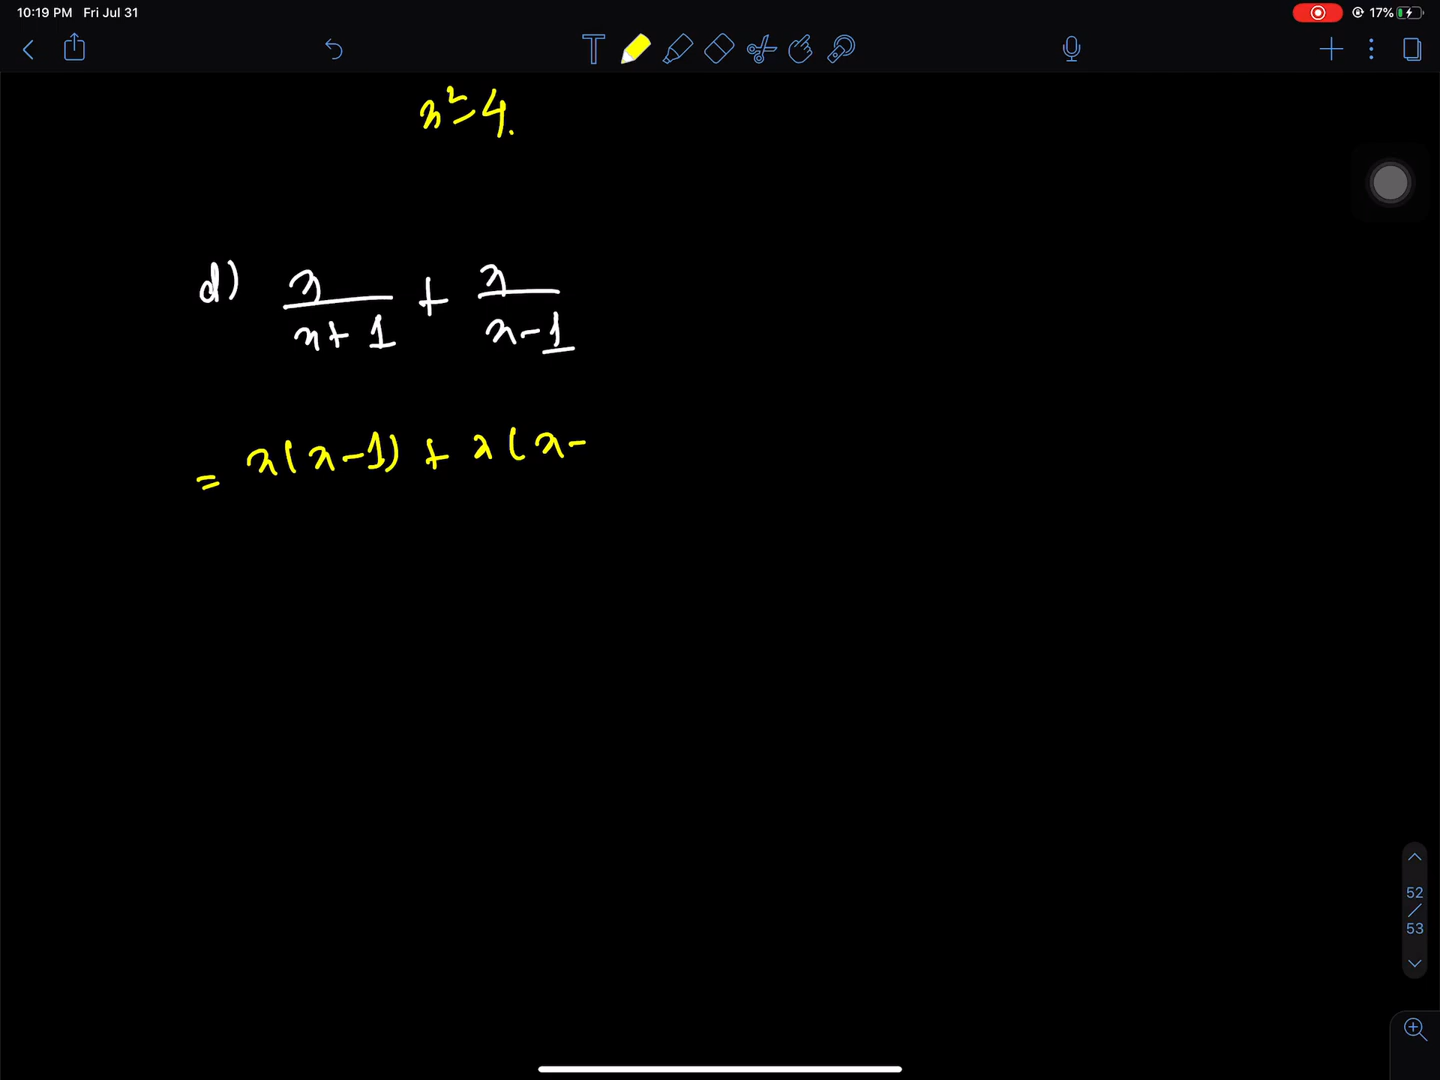 10:19 PM Fri Jul 31 17%
T
x² - 4.
d) x/(x+1) + x/(x-1)
= x(x-1) + x(x-
52
/
53